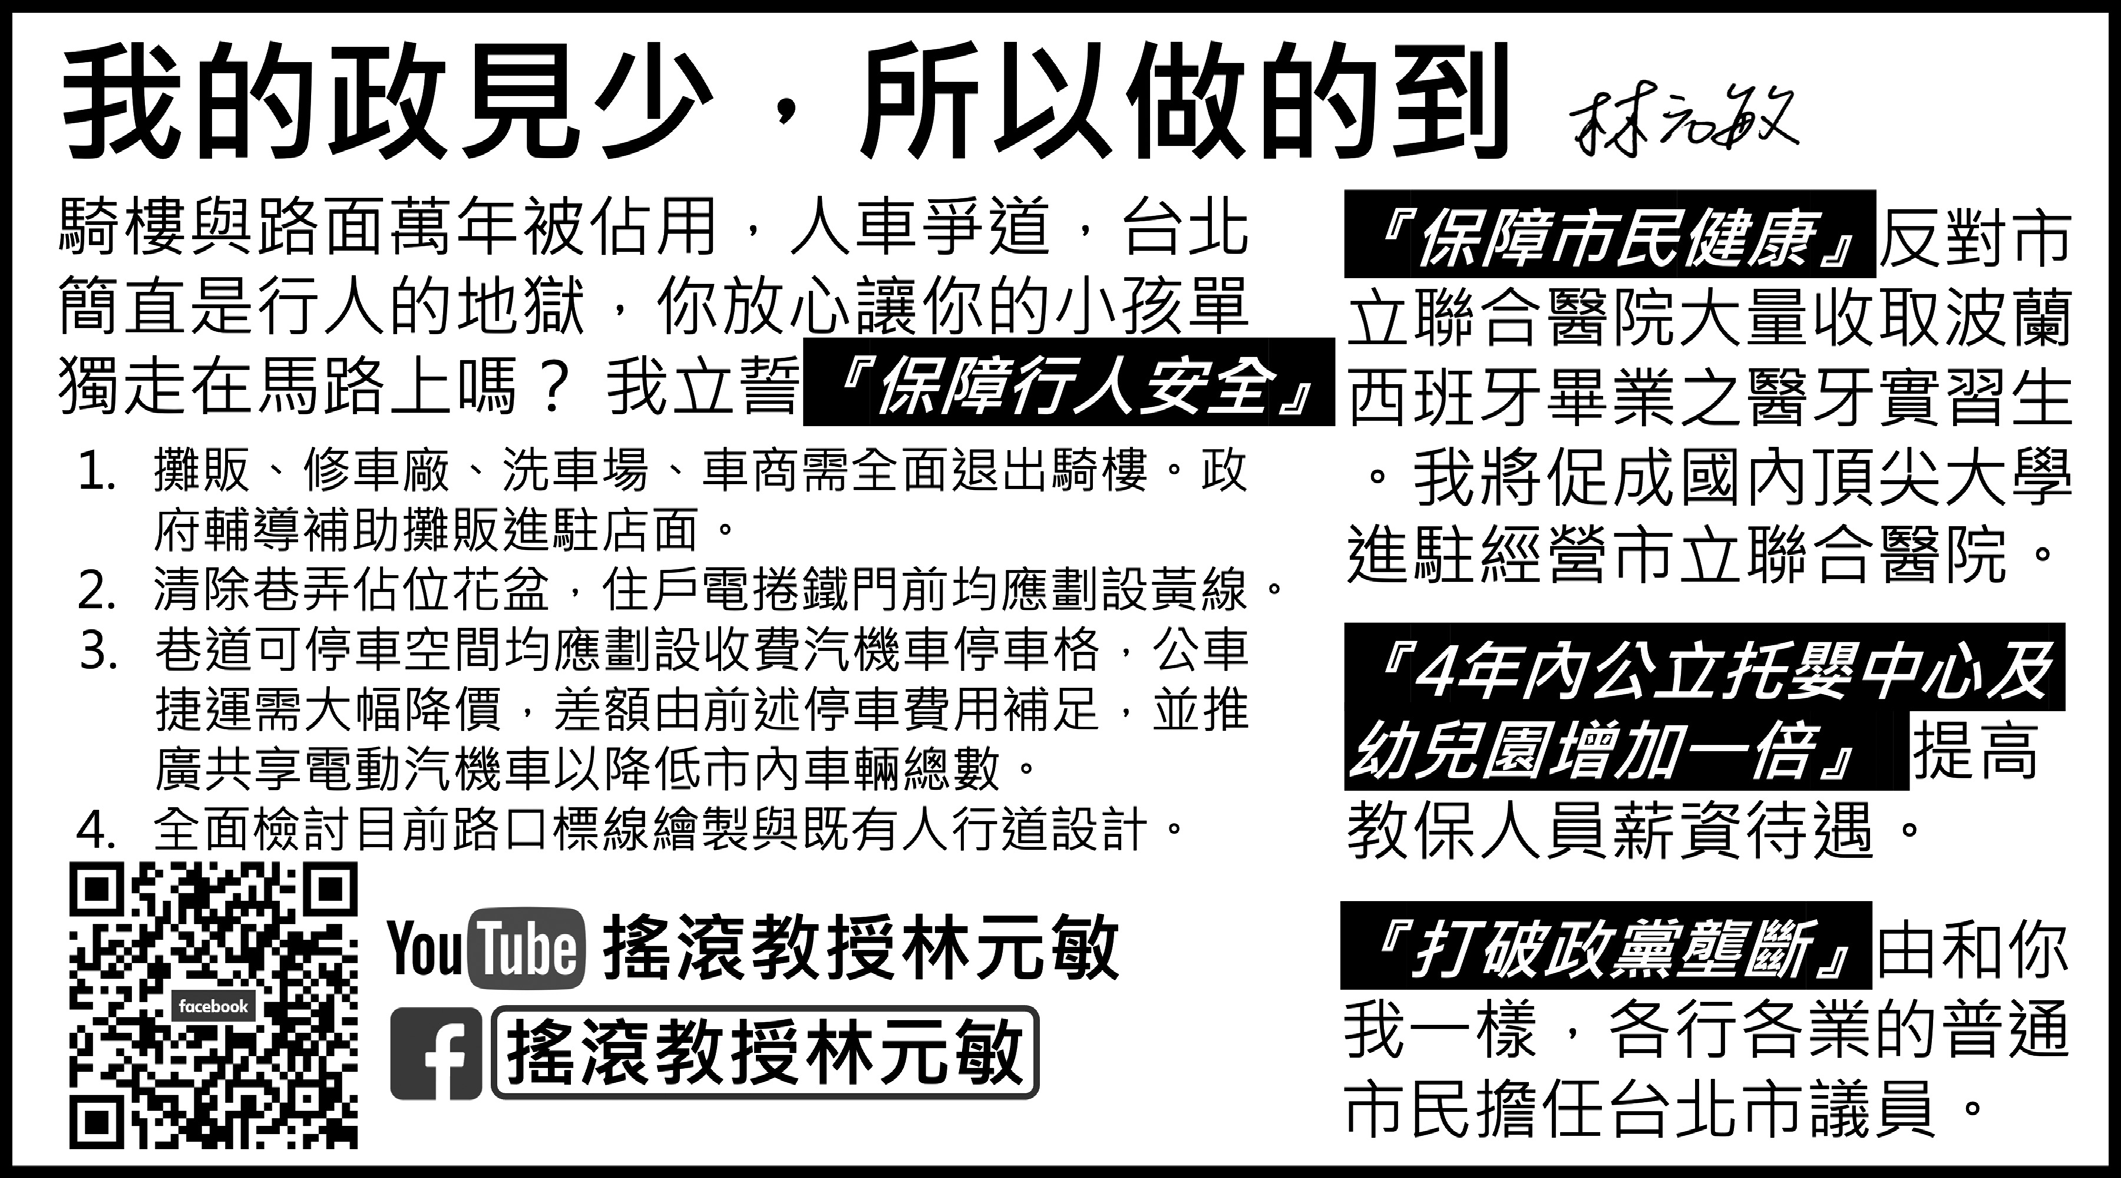 我的政見少，所以做的到 林元敏
騎樓與路面萬年被佔用，人車爭道，台北
簡直是行人的地獄，你放心讓你的小孩單
獨走在馬路上嗎？ 我立誓『保障行人安全』
1. 攤販、修車廠、洗車場、車商需全面退出騎樓。政
府輔導補助攤販進駐店面。
2. 清除巷弄佔位花盆，住戶電捲鐵門前均應劃設黃線。
3. 巷道可停車空間均應劃設收費汽機車停車格，公車
捷運需大幅降價，差額由前述停車費用補足，並推
廣共享電動汽機車以降低市內車輛總數。
4. 全面檢討目前路口標線繪製與既有人行道設計。
facebook
YouTube 搖滾教授林元敏
f 搖滾教授林元敏
『保障市民健康』反對市
立聯合醫院大量收取波蘭
西班牙畢業之醫牙實習生
。我將促成國內頂尖大學
進駐經營市立聯合醫院。
『4年內公立托嬰中心及
幼兒園增加一倍』 提高
教保人員薪資待遇。
『打破政黨壟斷』由和你
我一樣，各行各業的普通
市民擔任台北市議員。